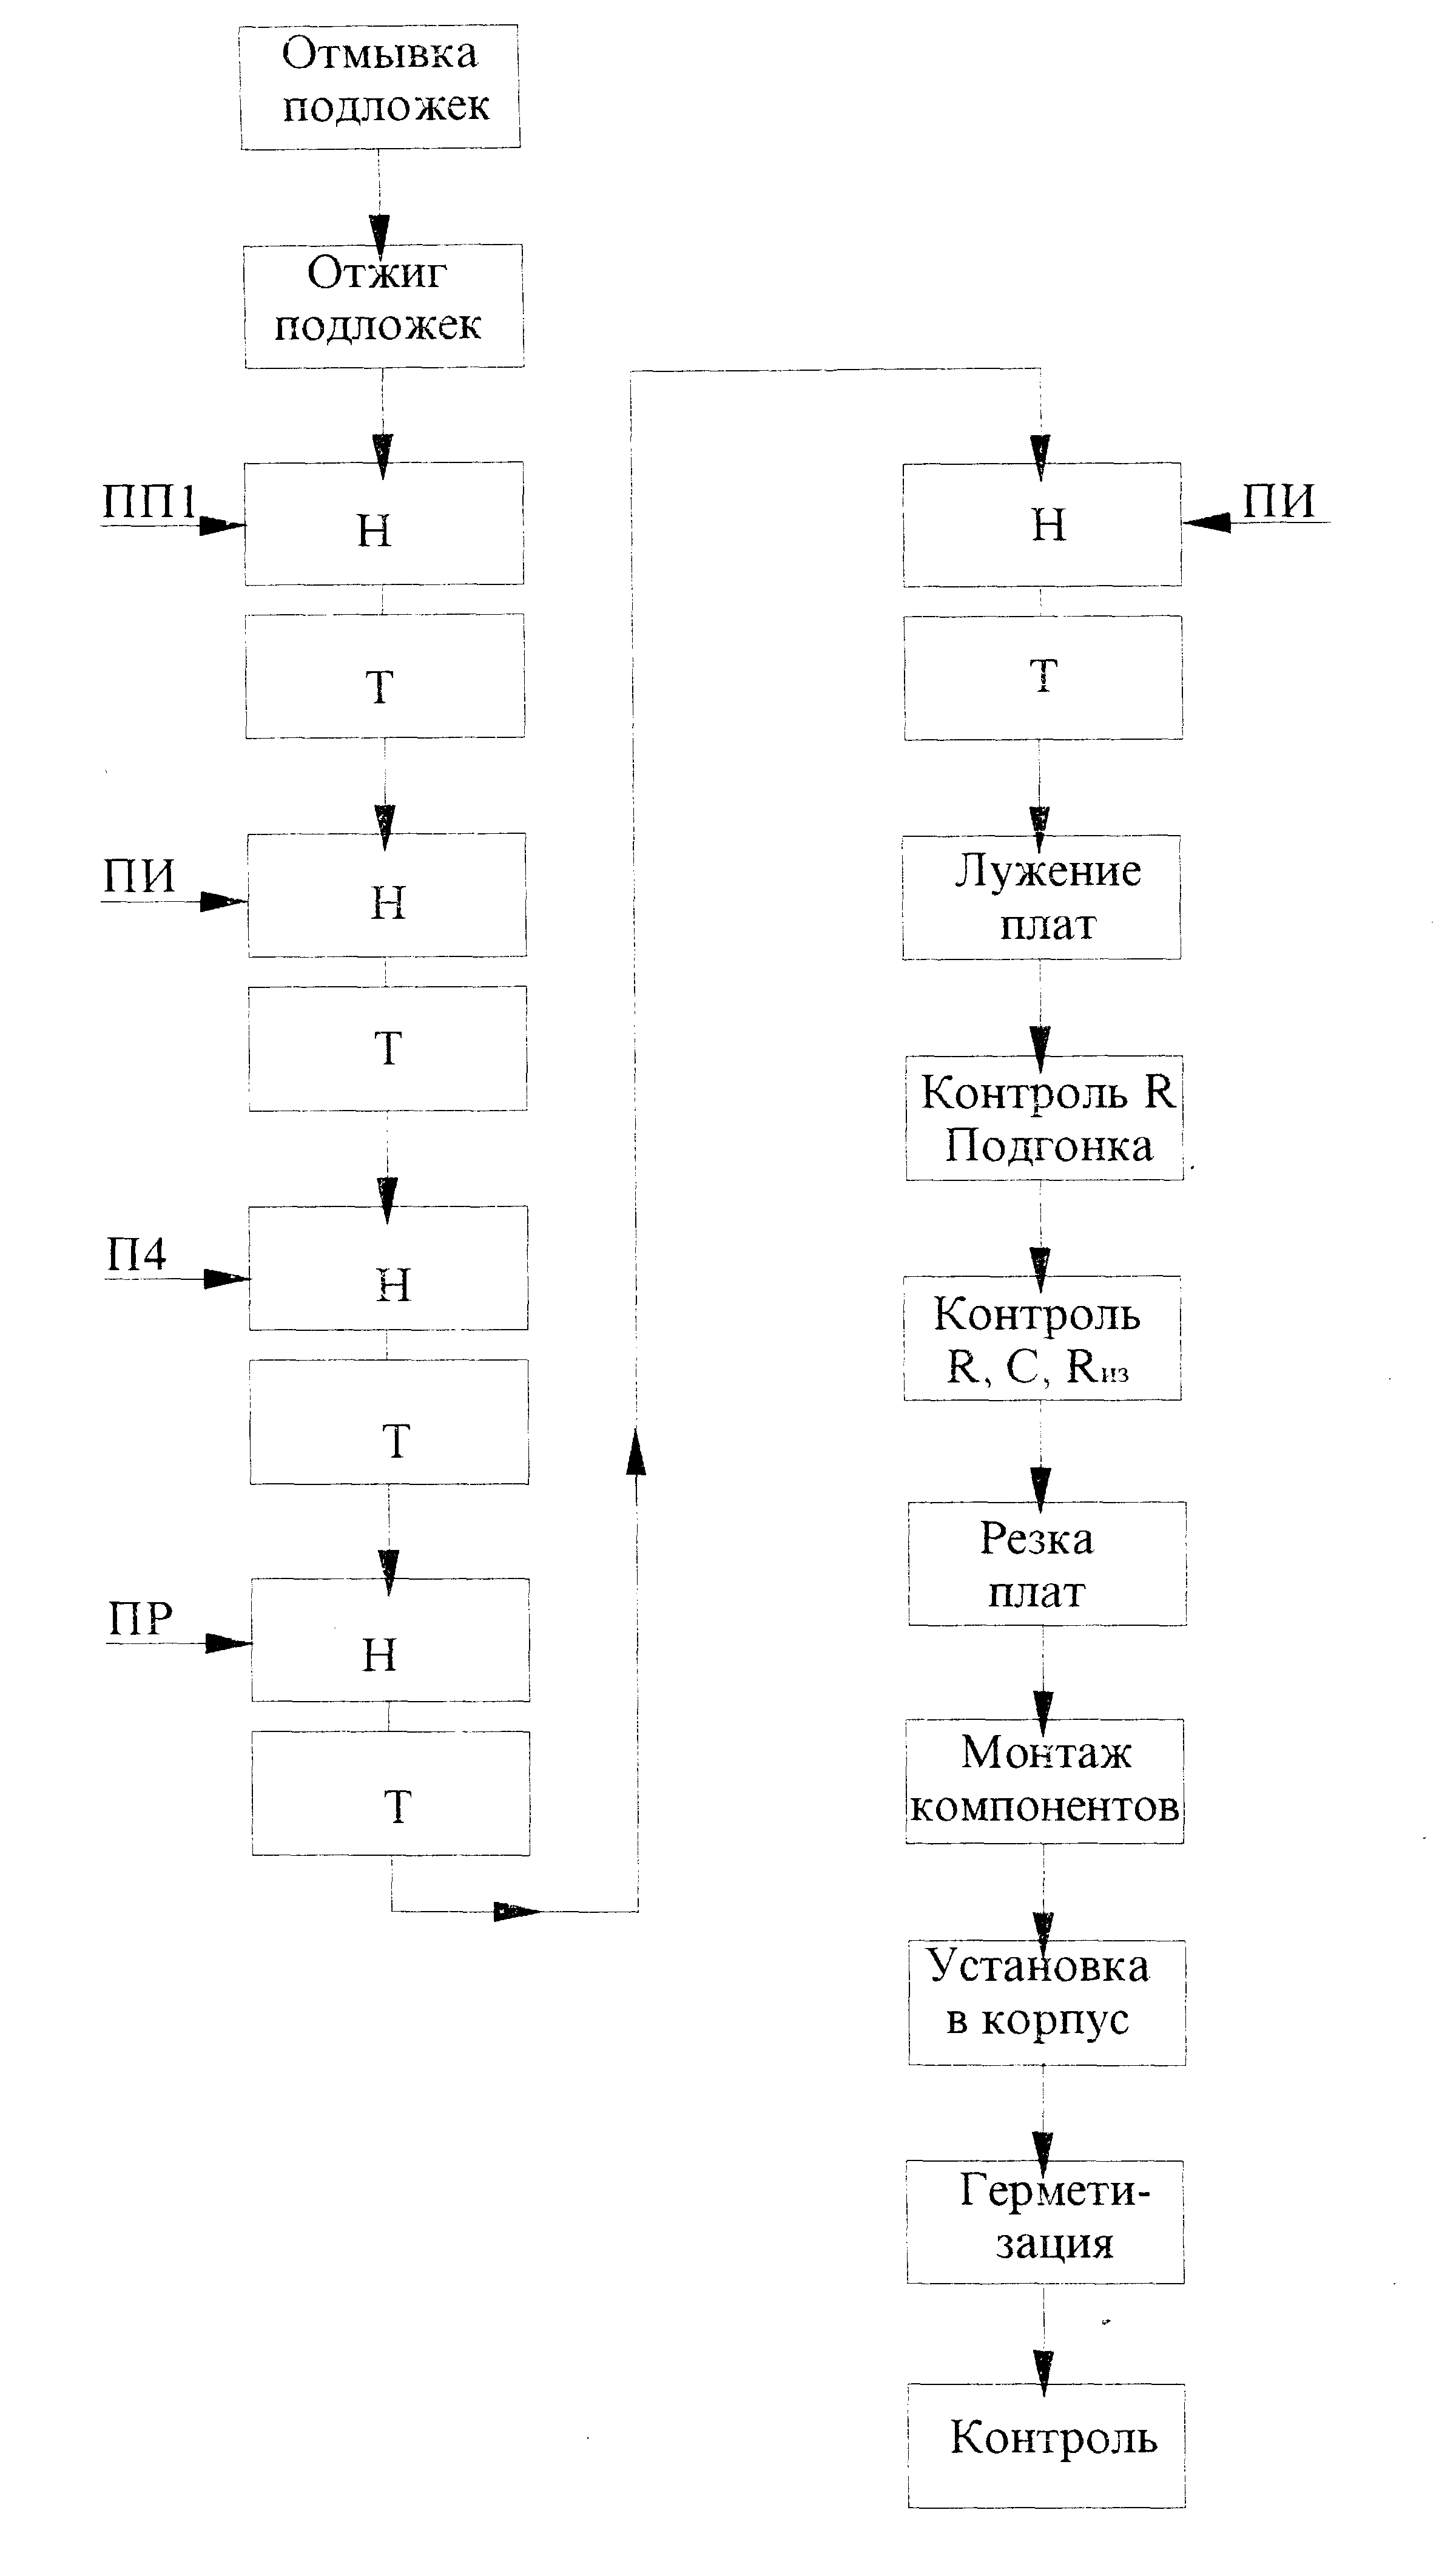 Отмывка
подложек
Отжиг
подложек
ПП1
Н
Т
ПИ
Н
Т
П4
Н
Т
ПР
Н
Т
Н
ПИ
Т
Лужение
плат
Контроль R
Подгонка
Контроль
R, C, Rиз
Резка
плат
Монтаж
компонентов
Установка
в корпус
Гермети-
зация
Контроль